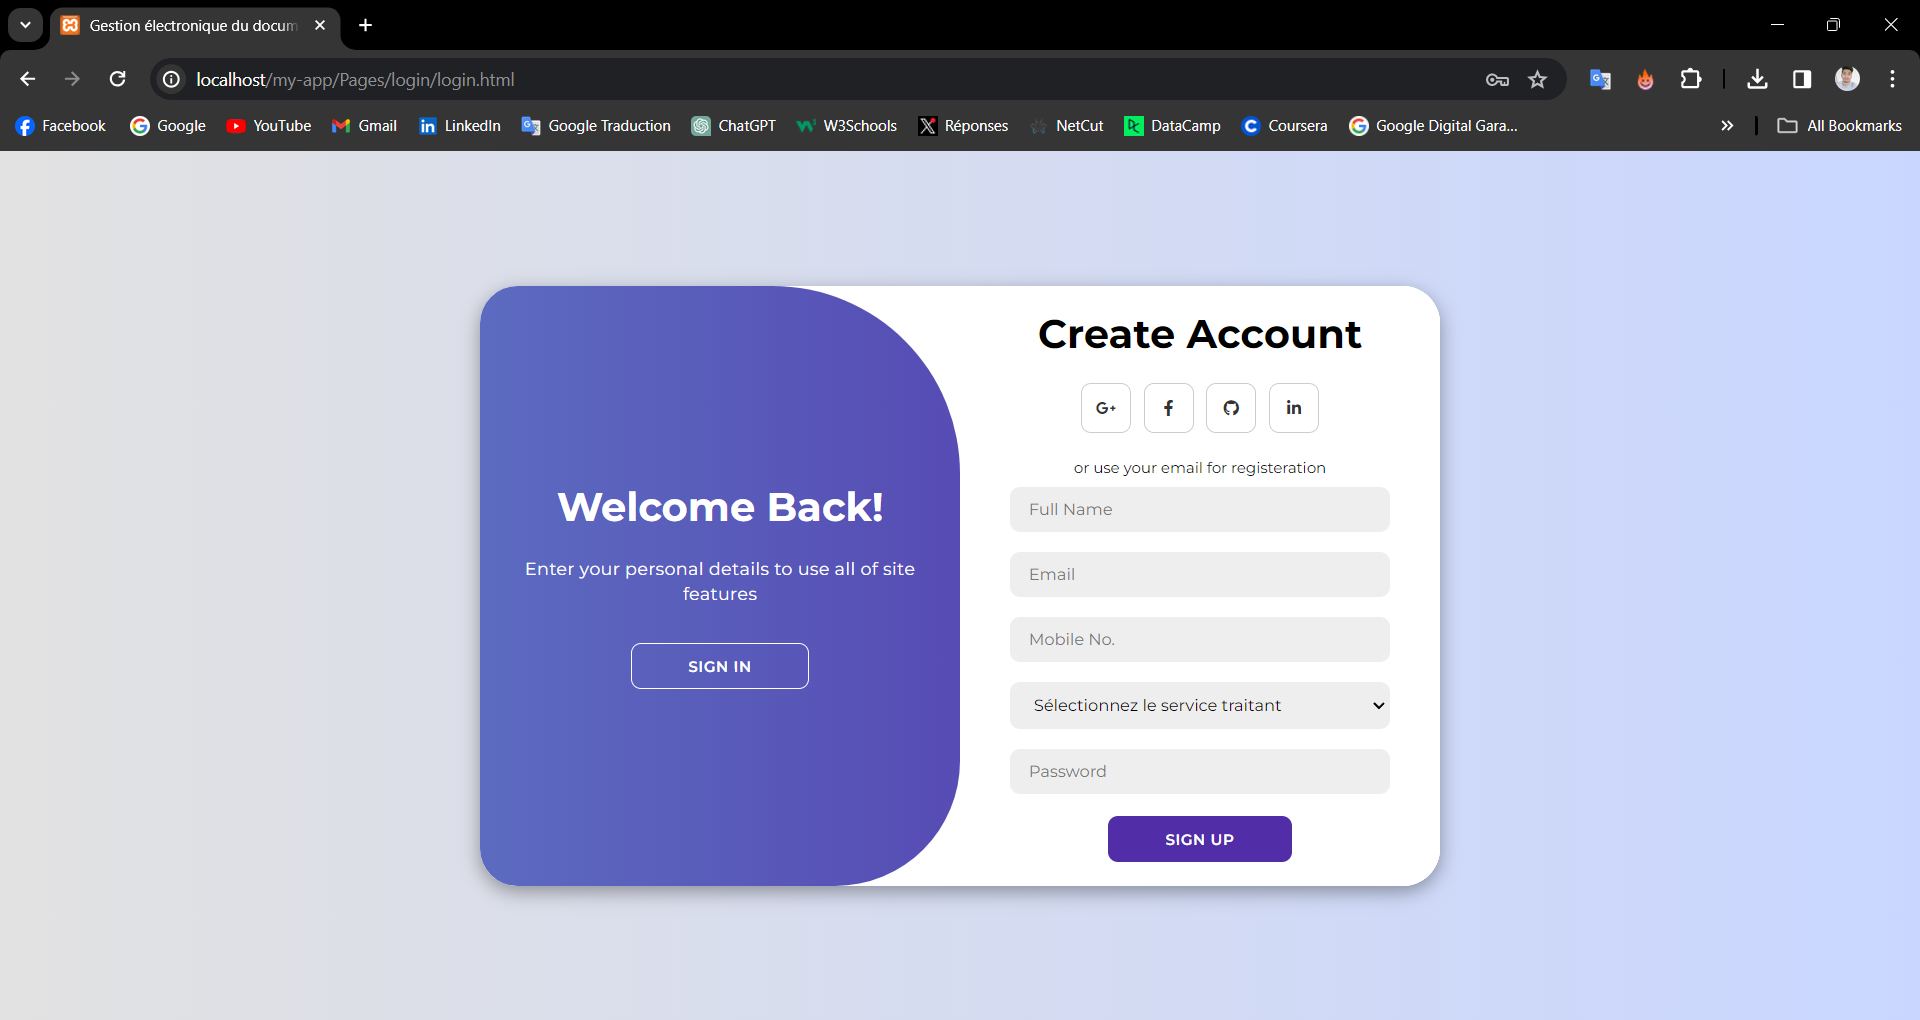 Gestion électronique du docum
localhost/my-app/Pages/login/login.html
Facebook Google YouTube Gmail LinkedIn Google Traduction ChatGPT W3Schools Réponses NetCut DataCamp Coursera Google Digital Gara... All Bookmarks
Welcome Back!
Enter your personal details to use all of site
features
SIGN IN
Create Account
G+ f in
or use your email for registeration
Full Name
Email
Mobile No.
Sélectionnez le service traitant
Password
SIGN UP